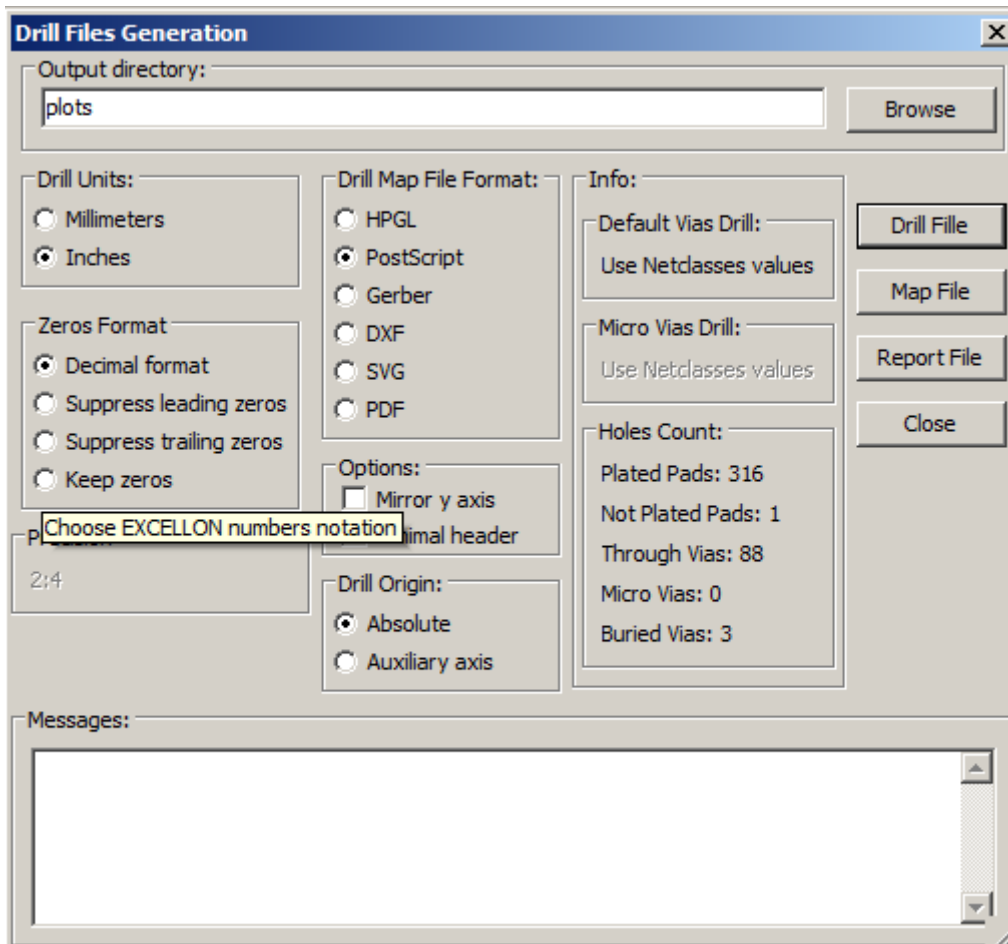 Drill Files Generation
Output directory:
plots
Browse
Drill Units:
Millimeters
Inches
Zeros Format
Decimal format
Suppress leading zeros
Suppress trailing zeros
Keep zeros
Choose EXCELLON numbers notation
2:4
Drill Map File Format:
HPGL
PostScript
Gerber
DXF
SVG
PDF
Options:
Mirror y axis
header
Drill Origin:
Absolute
Auxiliary axis
Info:
Default Vias Drill:
Use Netclasses values
Micro Vias Drill:
Use Netclasses values
Holes Count:
Plated Pads: 316
Not Plated Pads: 1
Through Vias: 88
Micro Vias: 0
Buried Vias: 3
Drill Fille
Map File
Report File
Close
Messages: